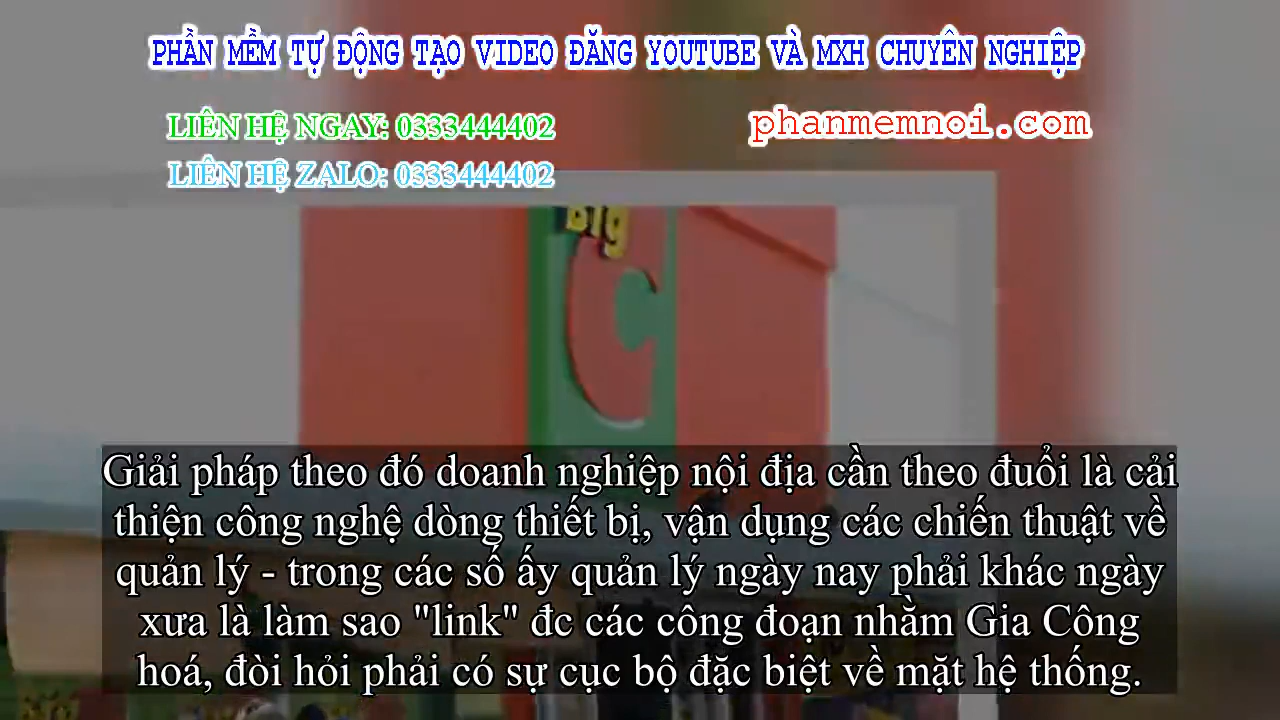 PHẦN MỀM TỰ ĐỘNG TẠO VIDEO ĐĂNG YOUTUBE VÀ MXH CHUYÊN NGHIỆP
LIÊN HỆ NGAY: 0333444402
phanmemnoi.com
LIÊN HỆ ZALO: 0333444402
Big
C
Giải pháp theo đó doanh nghiệp nội địa cần theo đuổi là cải
thiện công nghệ dòng thiết bị, vận dụng các chiến thuật về
quản lý - trong các số ấy quản lý ngày nay phải khác ngày
xưa là làm sao "link" đc các công đoạn nhằm Gia Công
hoá, đòi hỏi phải có sự cục bộ đặc biệt về mặt hệ thống.